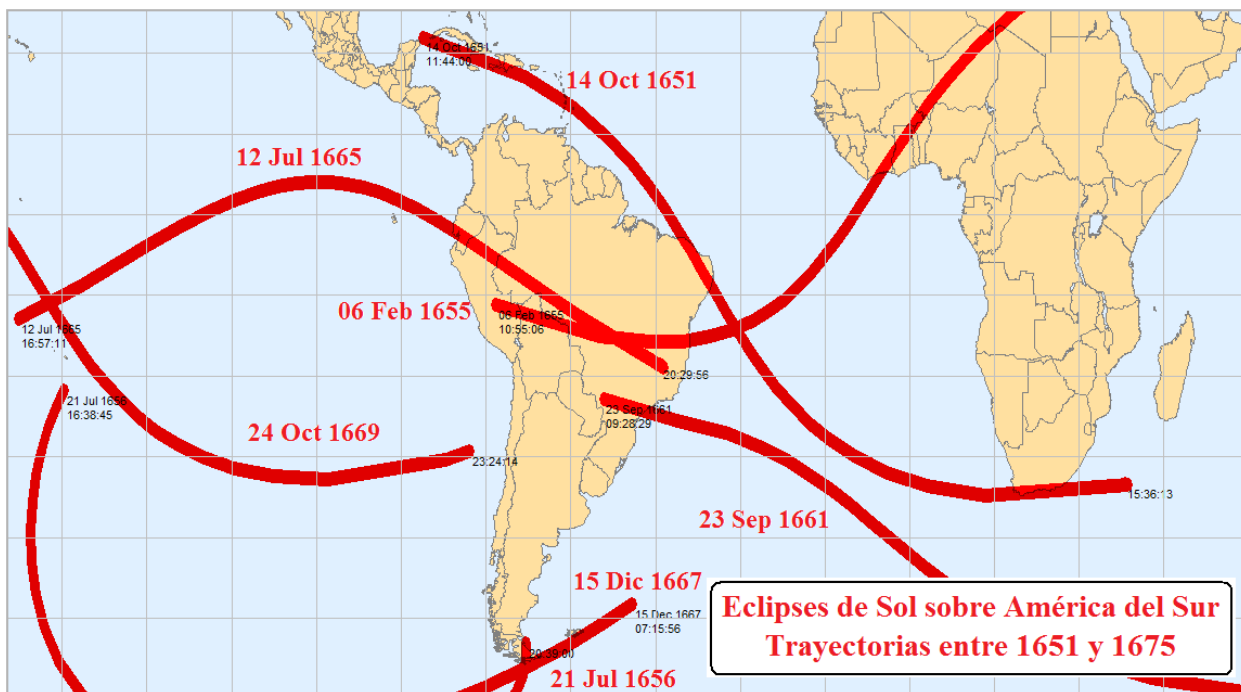 14 Oct 1651
11:44:00
14 Oct 1651
12 Jul 1665
06 Feb 1655
06 Feb 1655
10:55:06
12 Jul 1665
16:57:11
20:29:56
21 Jul 1656
16:38:45
23 Sep 1661
09:28:29
24 Oct 1669
23:24:14
15:36:13
23 Sep 1661
15 Dic 1667
15 Dec 1667
07:15:56
20:39:00
21 Jul 1656
Eclipses de Sol sobre América del Sur
Trayectorias entre 1651 y 1675